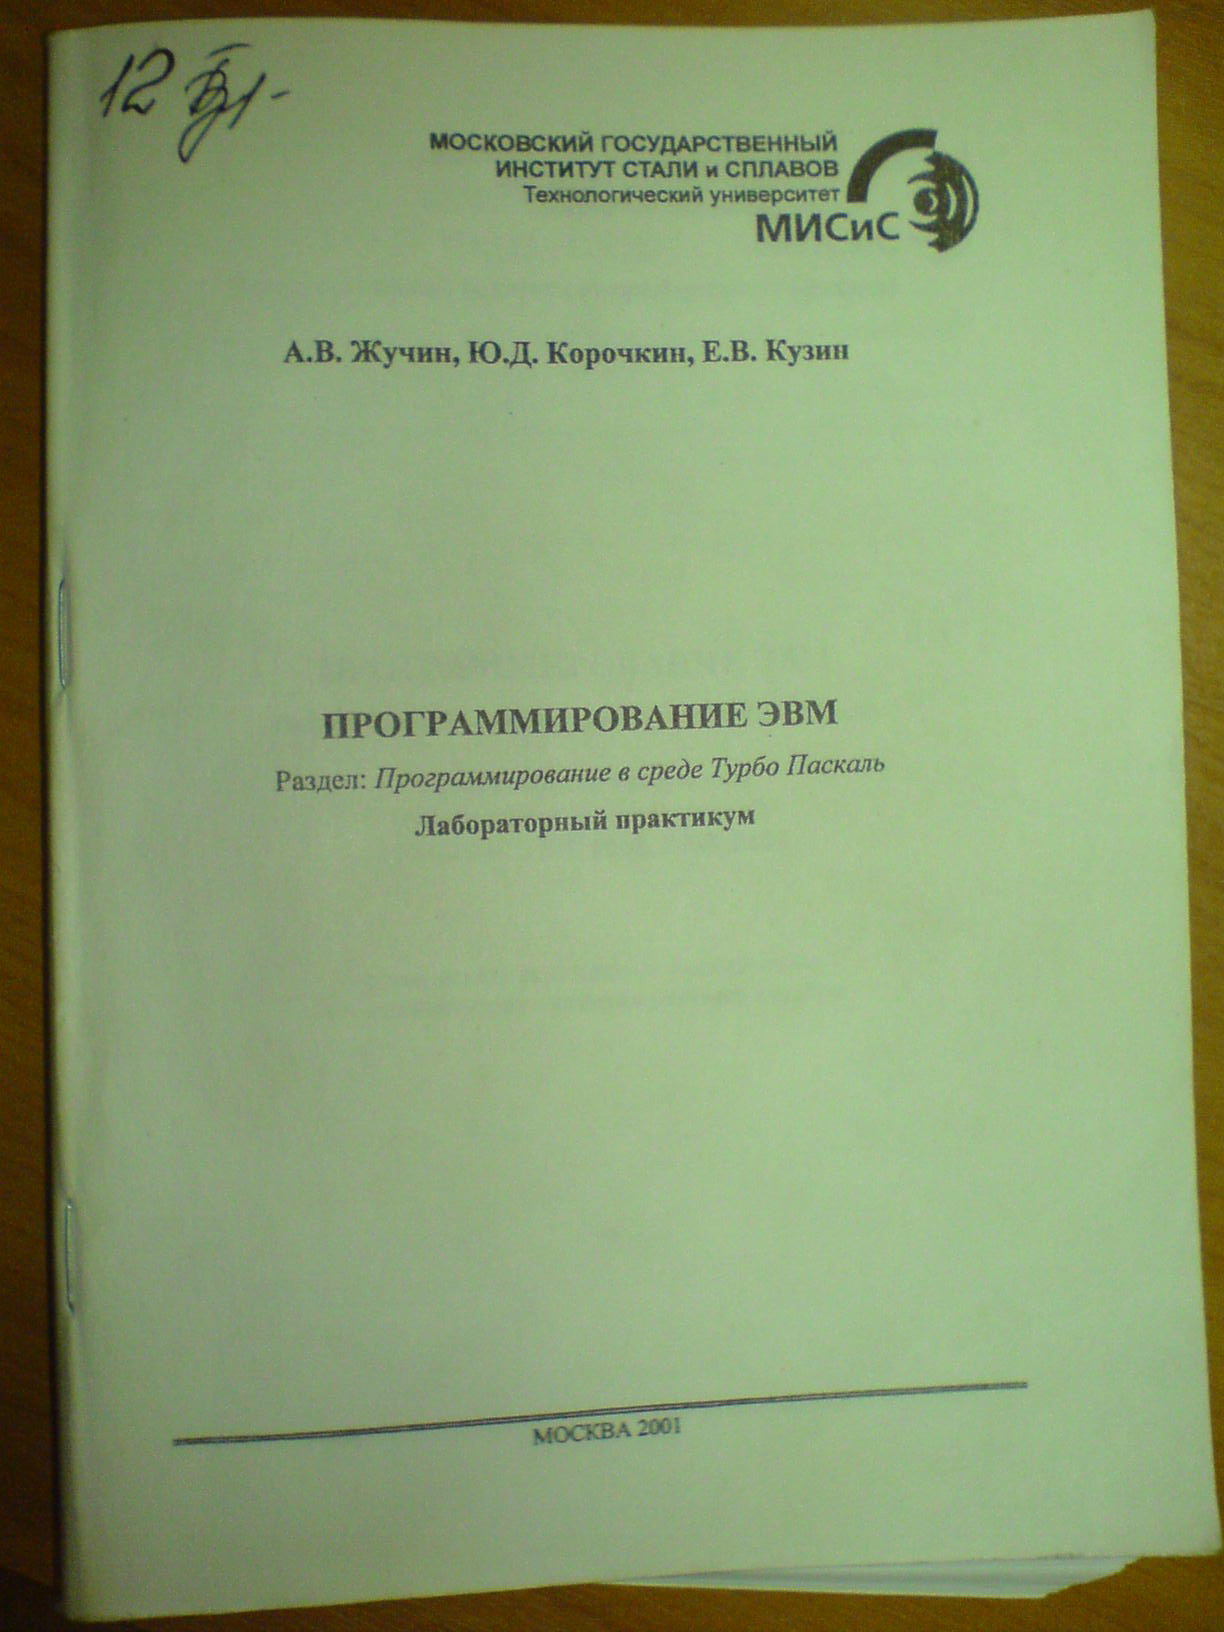 12
МОСКОВСКИЙ ГОСУДАРСТВЕННЫЙ
ИНСТИТУТ СТАЛИ и СПЛАВОВ
Технологический университет
МИСиС
А.В. Жучин, Ю.Д. Корочкин, Е.В. Кузин
ПРОГРАММИРОВАНИЕ ЭВМ
Раздел: Программирование в среде Турбо Паскаль
Лабораторный практикум
МОСКВА 2001